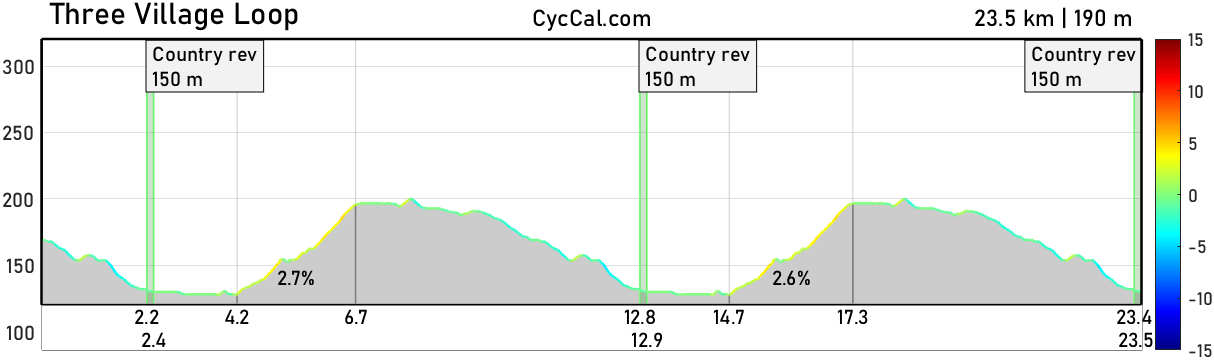 Three Village Loop
CycCal.com
23.5 km | 190 m
Country rev
150 m
Country rev
150 m
Country rev
150 m
300
250
200
150
100
2.7%
2.6%
2.2
4.2
6.7
12.8
14.7
17.3
23.4
2.4
12.9
23.5
15
10
5
0
−5
−10
−15